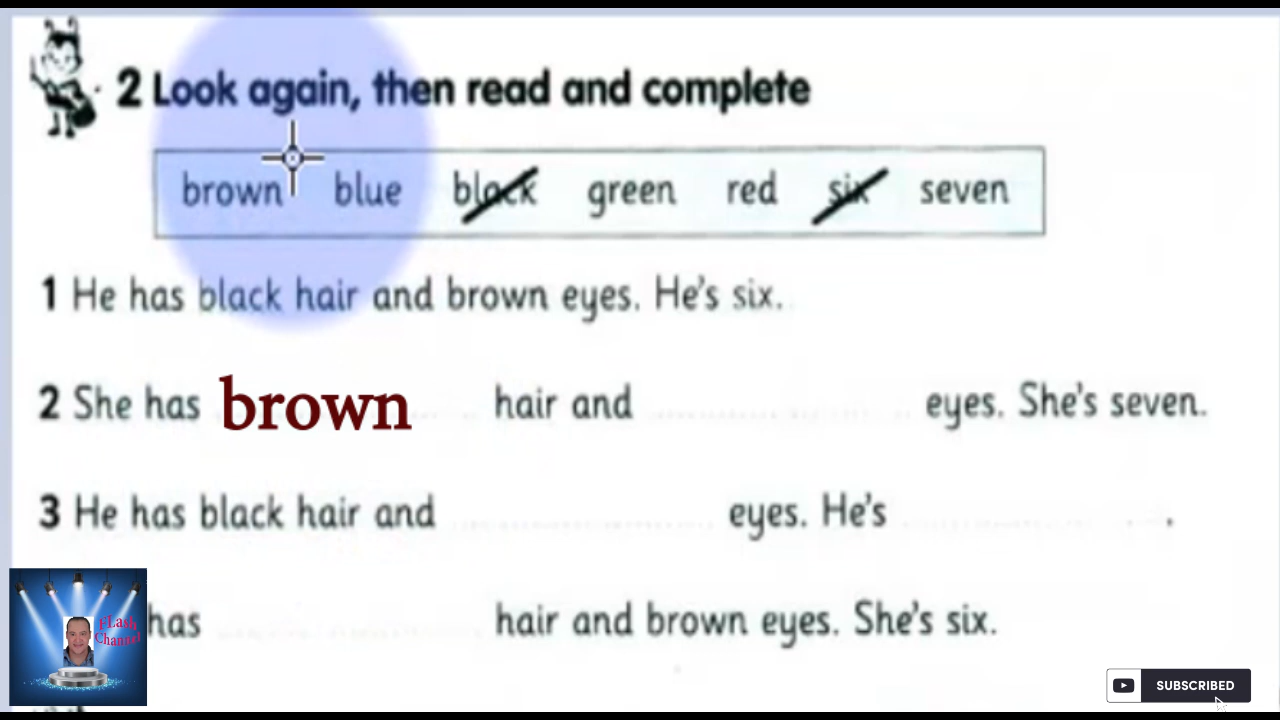 2 Look again, then read and complete
brown blue black green red six seven
1 He has black hair and brown eyes. He's six.
2 She has brown hair and eyes. She's seven.
3 He has black hair and eyes. He's .
has hair and brown eyes. She's six.
FLash
Channel
SUBSCRIBED